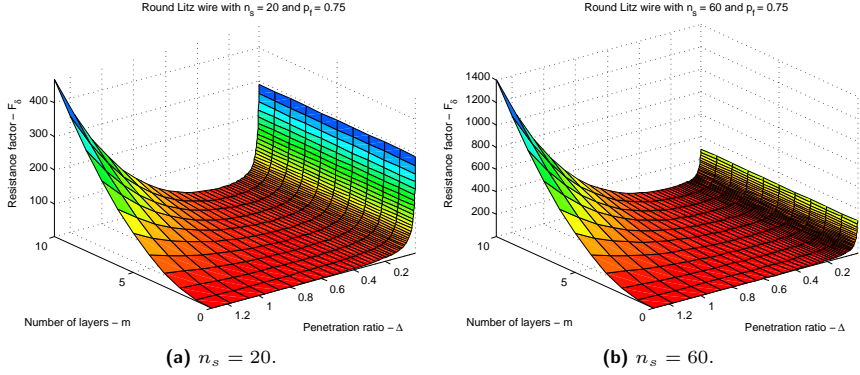 Round Litz wire with n_s = 20 and p_f = 0.75
Resistance factor – F_δ
400
300
200
100
10
5
0
Number of layers – m
1.2
1
0.8
0.6
0.4
0.2
Penetration ratio – Δ
(a) n_s = 20.
Round Litz wire with n_s = 60 and p_f = 0.75
Resistance factor – F_δ
1400
1200
1000
800
600
400
200
10
5
0
Number of layers – m
1.2
1
0.8
0.6
0.4
0.2
Penetration ratio – Δ
(b) n_s = 60.